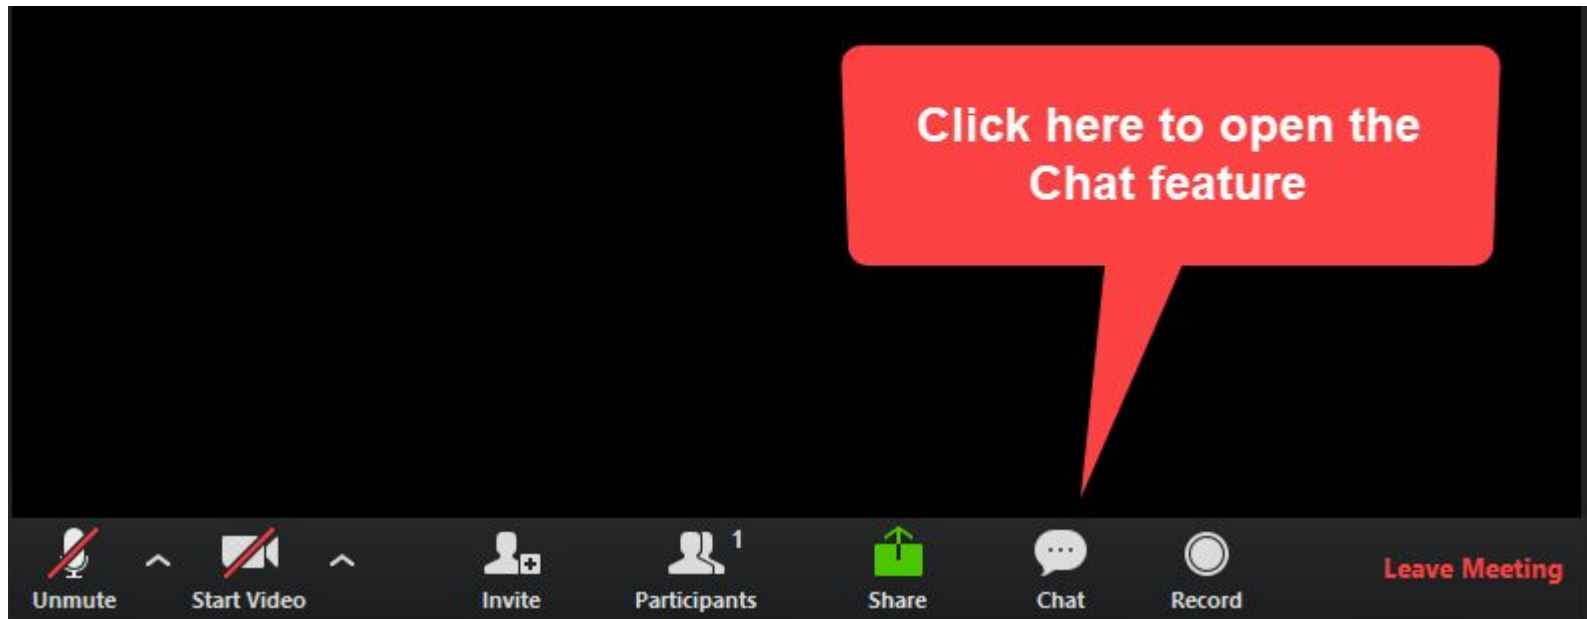 Click here to open the
Chat feature
1
Unmute
Start Video
Invite
Participants
Share
Chat
Record
Leave Meeting